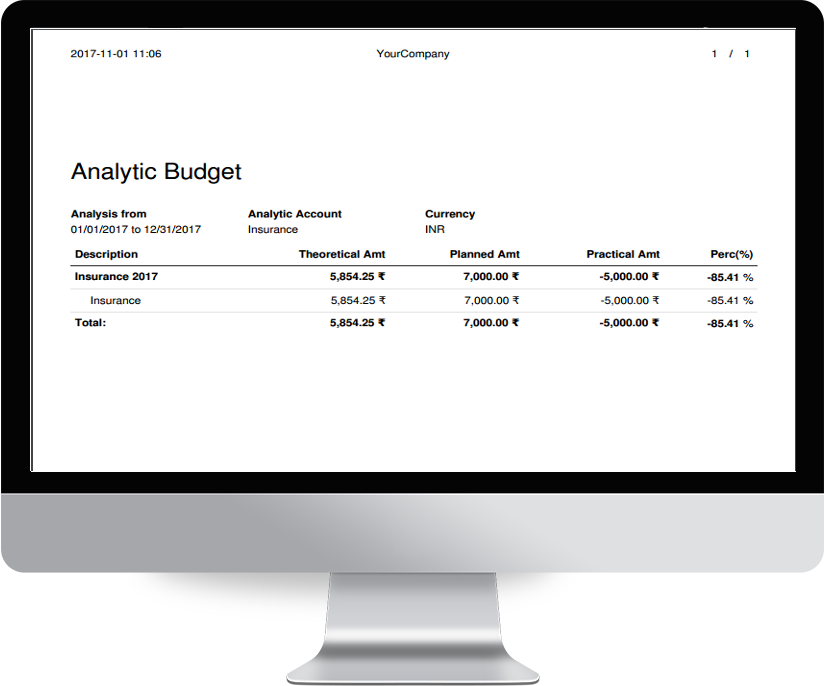 2017-11-01 11:06 YourCompany 1 / 1
Analytic Budget
Analysis from Analytic Account Currency
01/01/2017 to 12/31/2017 Insurance INR
Description Theoretical Amt Planned Amt Practical Amt Perc(%)
Insurance 2017 5,854.25 ₹ 7,000.00 ₹ -5,000.00 ₹ -85.41 %
Insurance 5,854.25 ₹ 7,000.00 ₹ -5,000.00 ₹ -85.41 %
Total: 5,854.25 ₹ 7,000.00 ₹ -5,000.00 ₹ -85.41 %